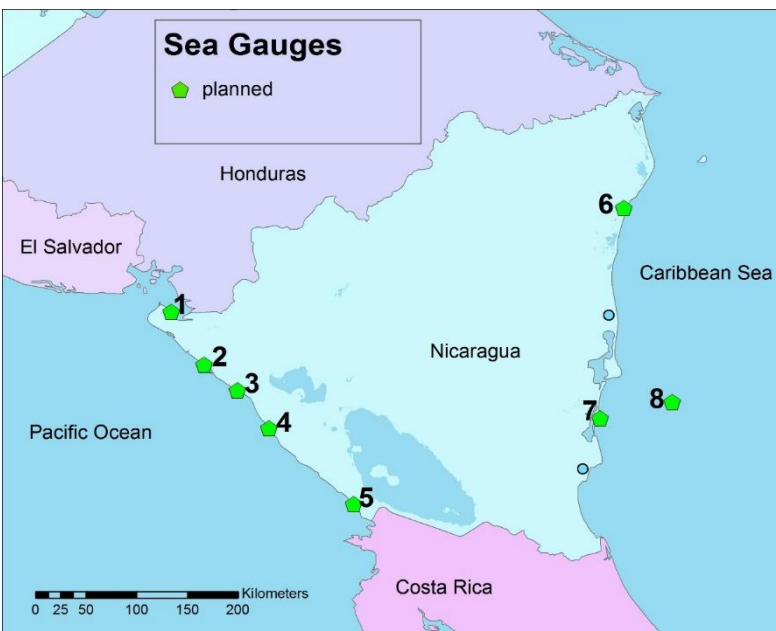 Sea Gauges
planned
Honduras
El Salvador
6
Caribbean Sea
1
Nicaragua
2
3
8
7
4
Pacific Ocean
5
Kilometers
0 25 50 100 150 200
Costa Rica